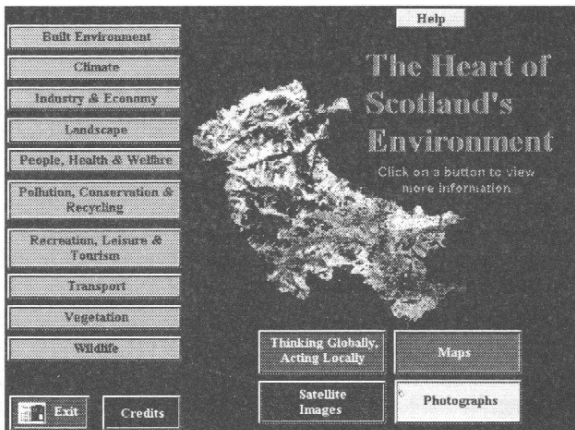 Help
Built Environment
Climate
Industry & Economy
Landscape
People, Health & Welfare
Pollution, Conservation &
Recycling
Recreation, Leisure &
Tourism
Transport
Vegetation
Wildlife
The Heart of
Scotland's
Environment
Click on a button to view
more information
Thinking Globally,
Acting Locally
Maps
Satellite
Images
Photographs
Exit
Credits